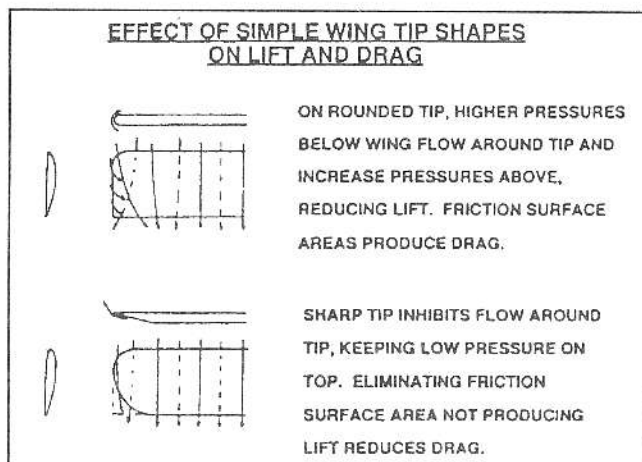 EFFECT OF SIMPLE WING TIP SHAPES
ON LIFT AND DRAG
ON ROUNDED TIP, HIGHER PRESSURES
BELOW WING FLOW AROUND TIP AND
INCREASE PRESSURES ABOVE,
REDUCING LIFT. FRICTION SURFACE
AREAS PRODUCE DRAG.
SHARP TIP INHIBITS FLOW AROUND
TIP, KEEPING LOW PRESSURE ON
TOP. ELIMINATING FRICTION
SURFACE AREA NOT PRODUCING
LIFT REDUCES DRAG.